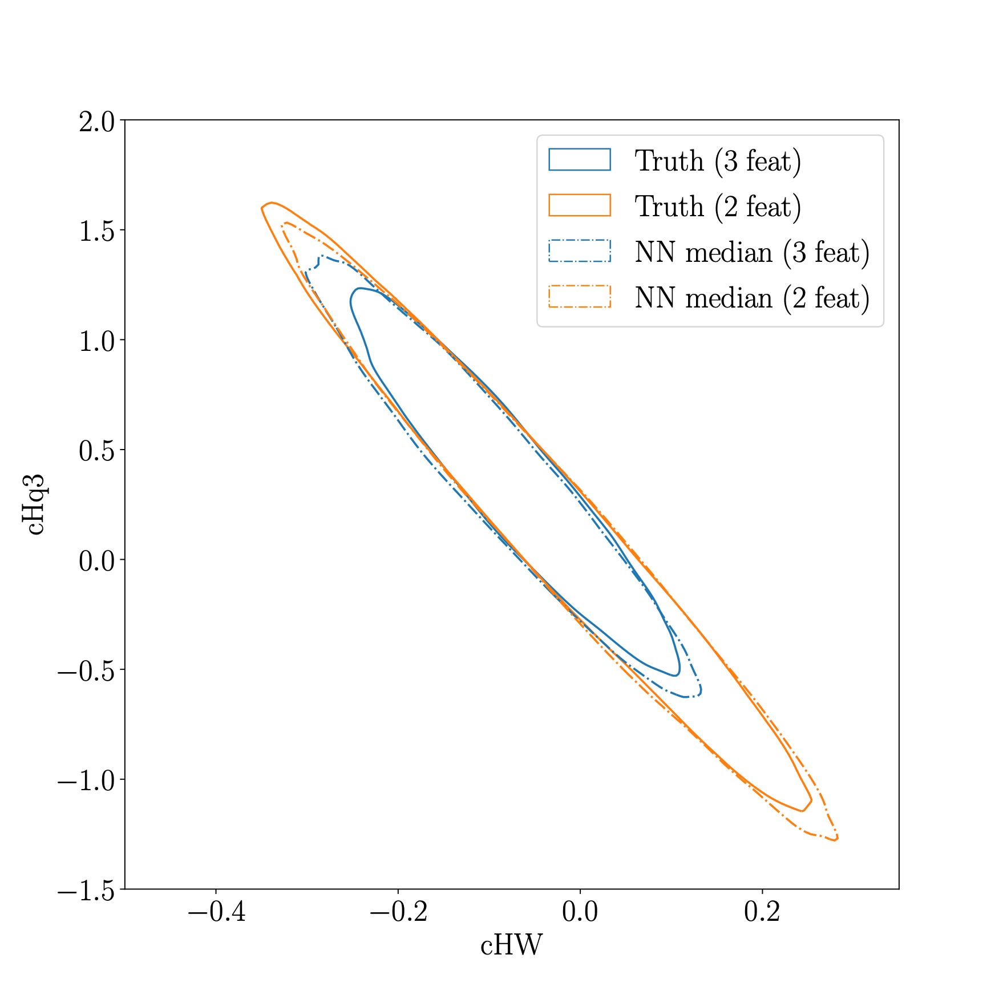 2.0
1.5
1.0
0.5
0.0
−0.5
−1.0
−1.5
cHq3
Truth (3 feat)
Truth (2 feat)
NN median (3 feat)
NN median (2 feat)
−0.4 −0.2 0.0 0.2
cHW